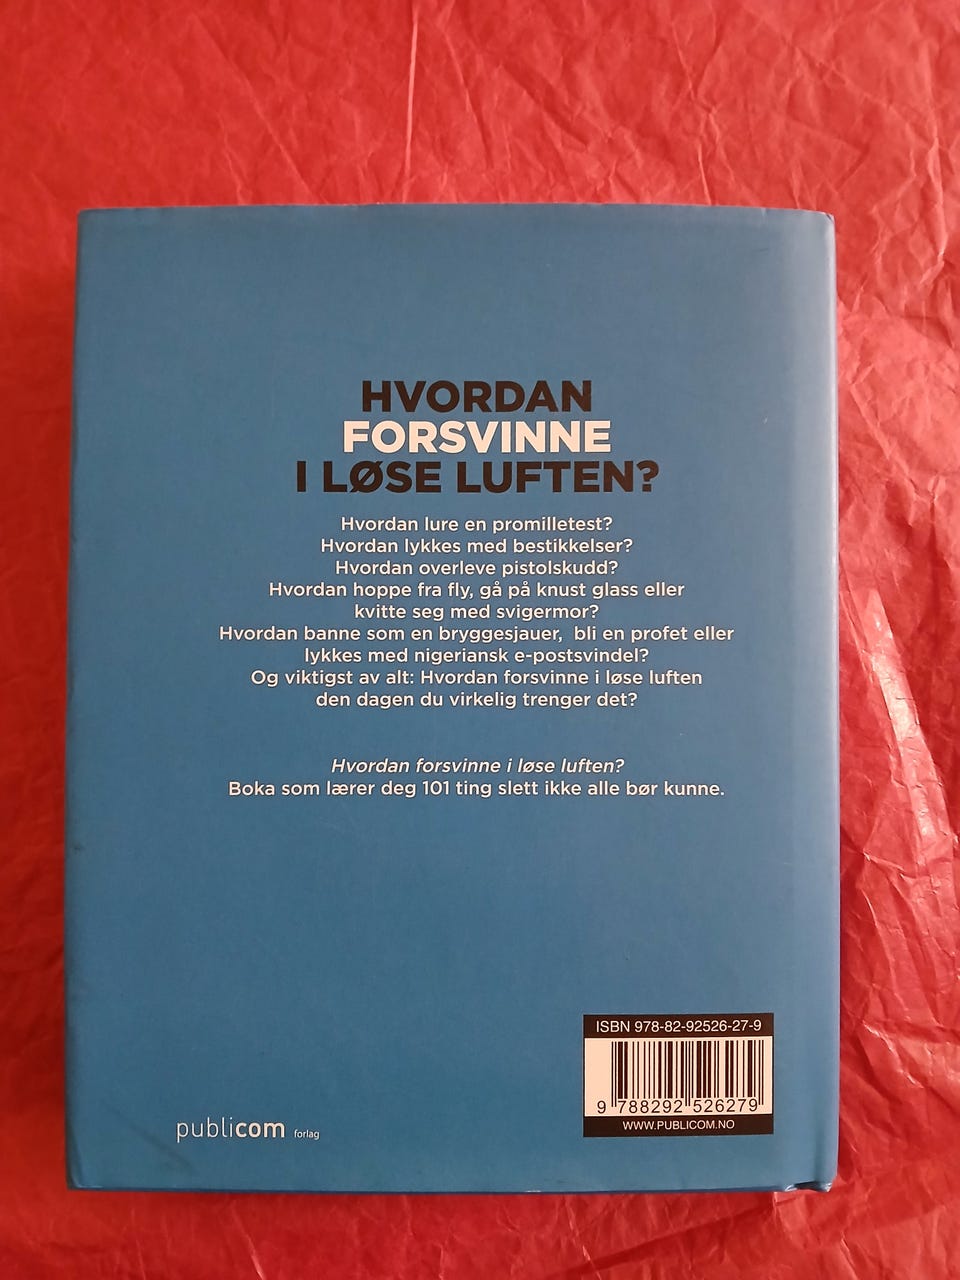 HVORDAN
FORSVINNE
I LØSE LUFTEN?
Hvordan lure en promilletest?
Hvordan lykkes med bestikkelser?
Hvordan overleve pistolskudd?
Hvordan hoppe fra fly, gå på knust glass eller
kvitte seg med svigermor?
Hvordan banne som en bryggesjauer, bli en profet eller
lykkes med nigeriansk e-postsvindel?
Og viktigst av alt: Hvordan forsvinne i løse luften
den dagen du virkelig trenger det?
Hvordan forsvinne i løse luften?
Boka som lærer deg 101 ting slett ikke alle bør kunne.
ISBN 978-82-92526-27-9
9 788292 526279
WWW.PUBLICOM.NO
publicom forlag